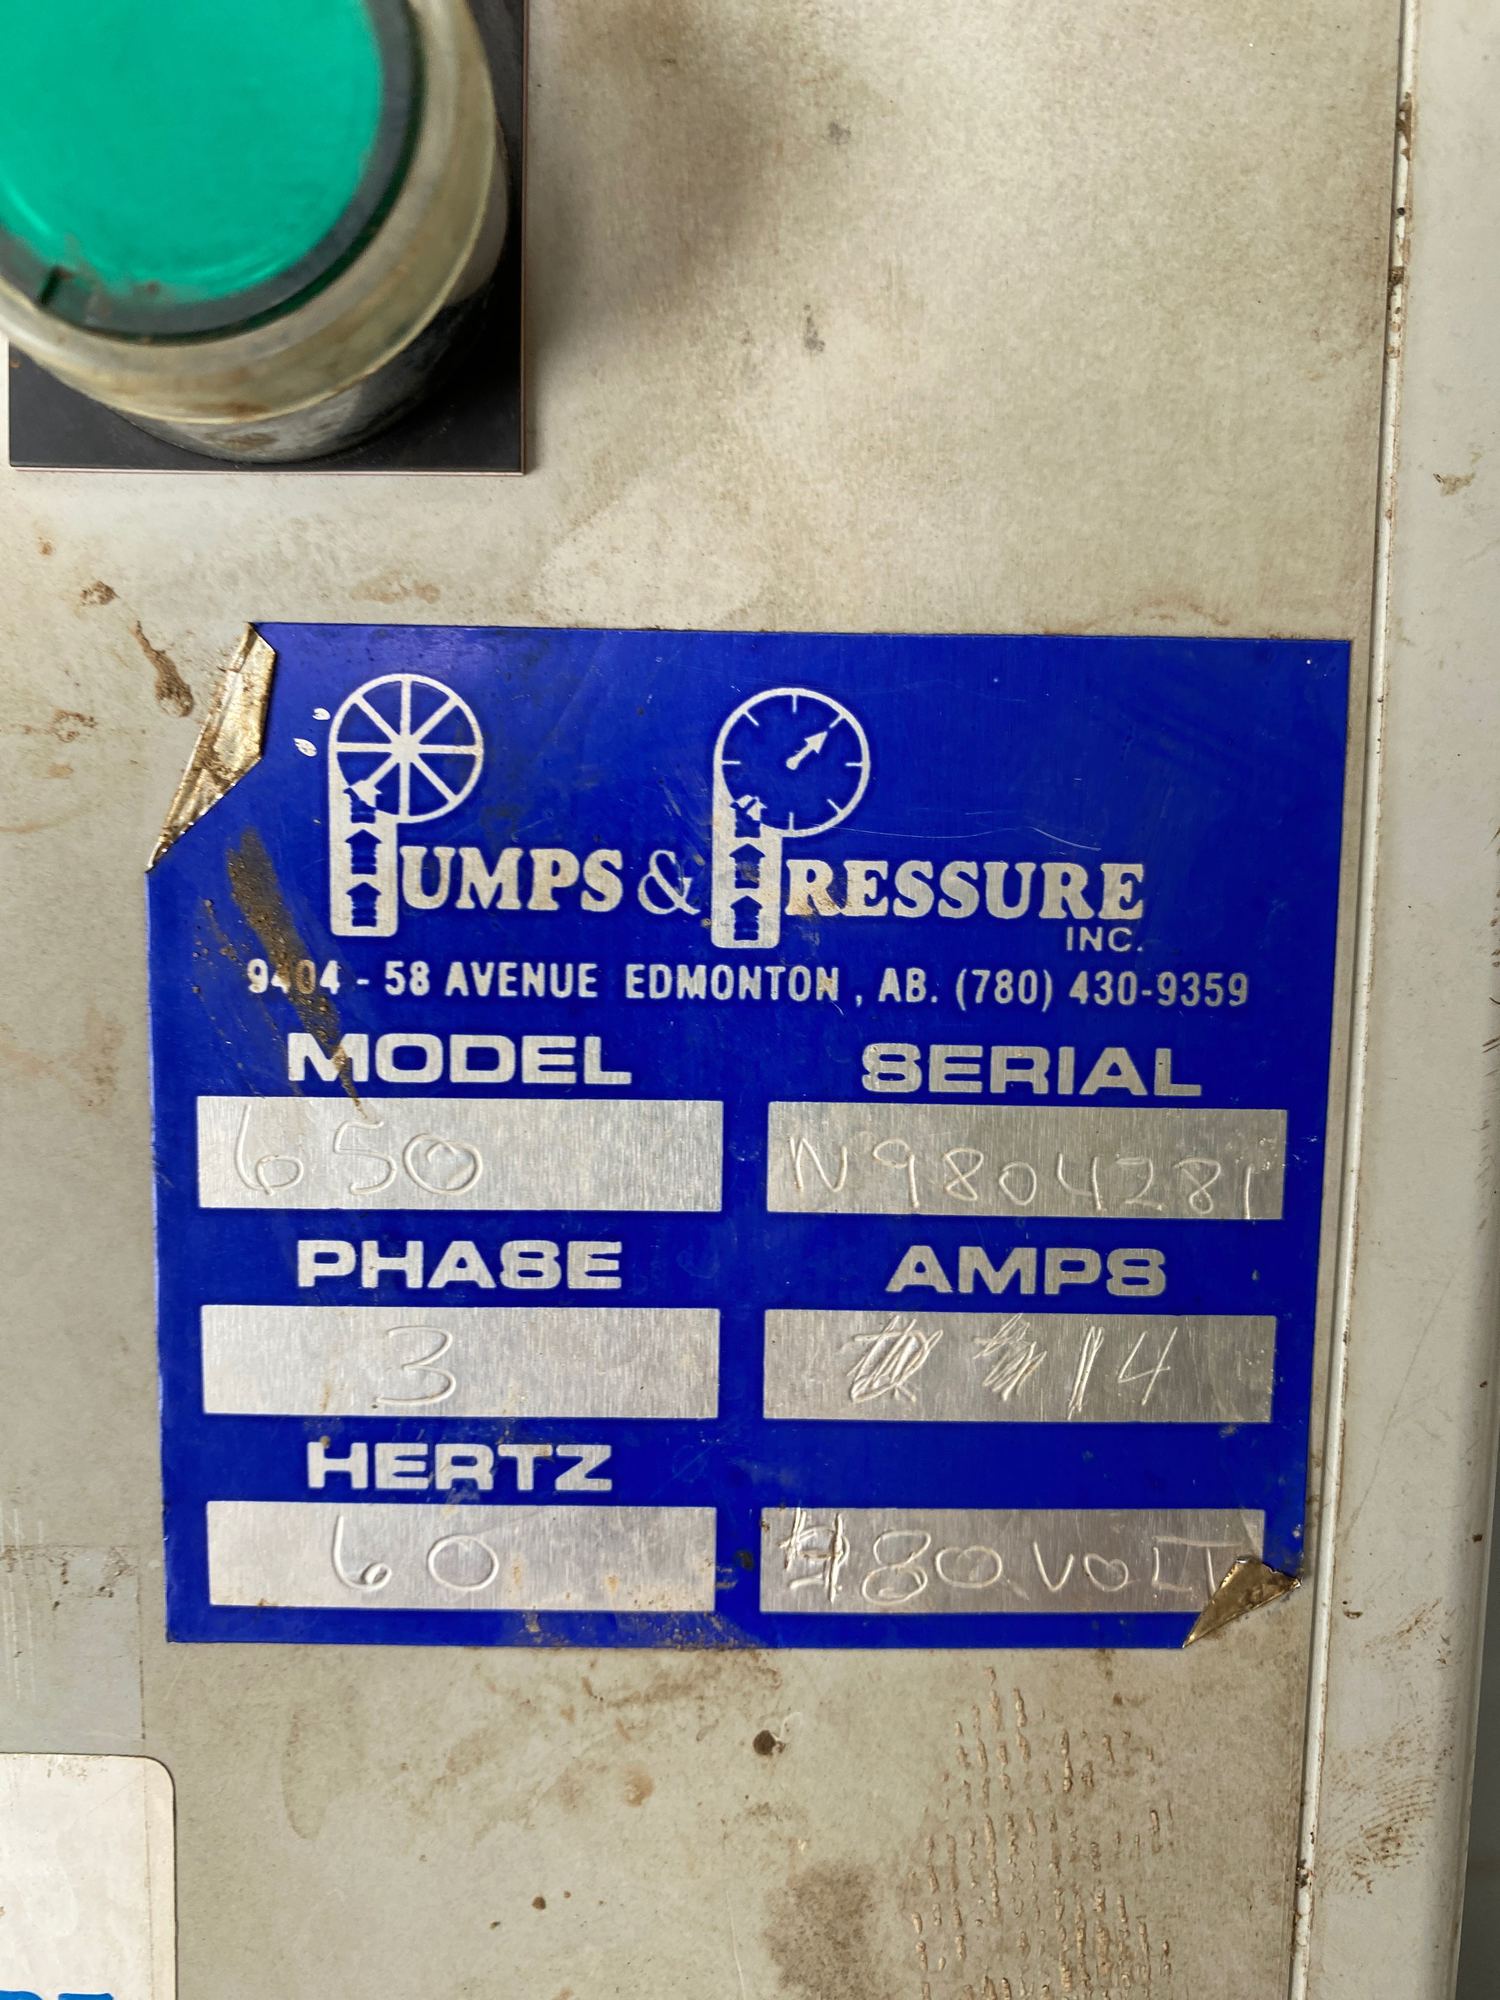 PUMPS & PRESSURE
INC.
9404 - 58 AVENUE EDMONTON, AB. (780) 430-9359
MODEL SERIAL
650 N9804281
PHASE AMPS
3 14
HERTZ
60 480 VOLT